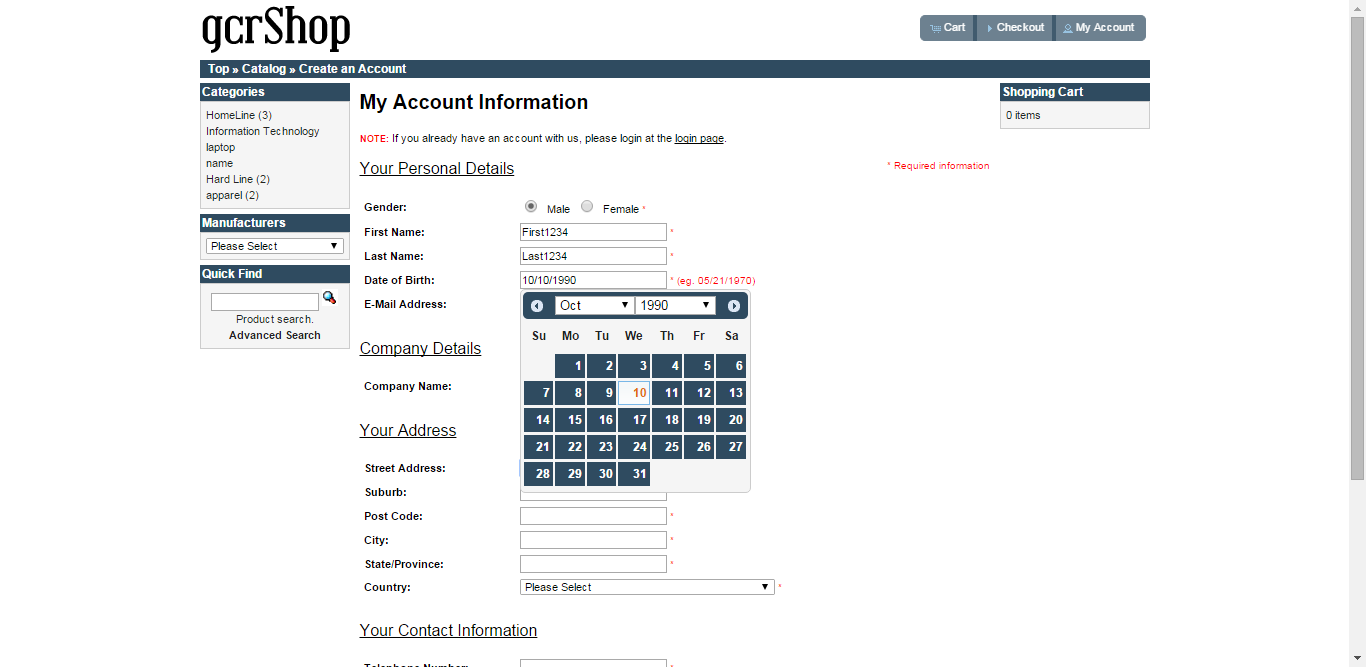 gcrShop
Cart Checkout My Account
Top » Catalog » Create an Account
Categories
HomeLine (3)
Information Technology
laptop
name
Hard Line (2)
apparel (2)
Manufacturers
Please Select
Quick Find
Product search.
Advanced Search
My Account Information
NOTE: If you already have an account with us, please login at the login page.
Your Personal Details
* Required information
Gender: Male Female *
First Name: First1234 *
Last Name: Last1234 *
Date of Birth: 10/10/1990 * (eg. 05/21/1970)
E-Mail Address:
Oct 1990
Su Mo Tu We Th Fr Sa
1 2 3 4 5 6
7 8 9 10 11 12 13
14 15 16 17 18 19 20
21 22 23 24 25 26 27
28 29 30 31
Company Details
Company Name:
Your Address
Street Address:
Suburb:
Post Code: *
City: *
State/Province: *
Country: Please Select *
Your Contact Information
Telephone Number: *
Shopping Cart
0 items